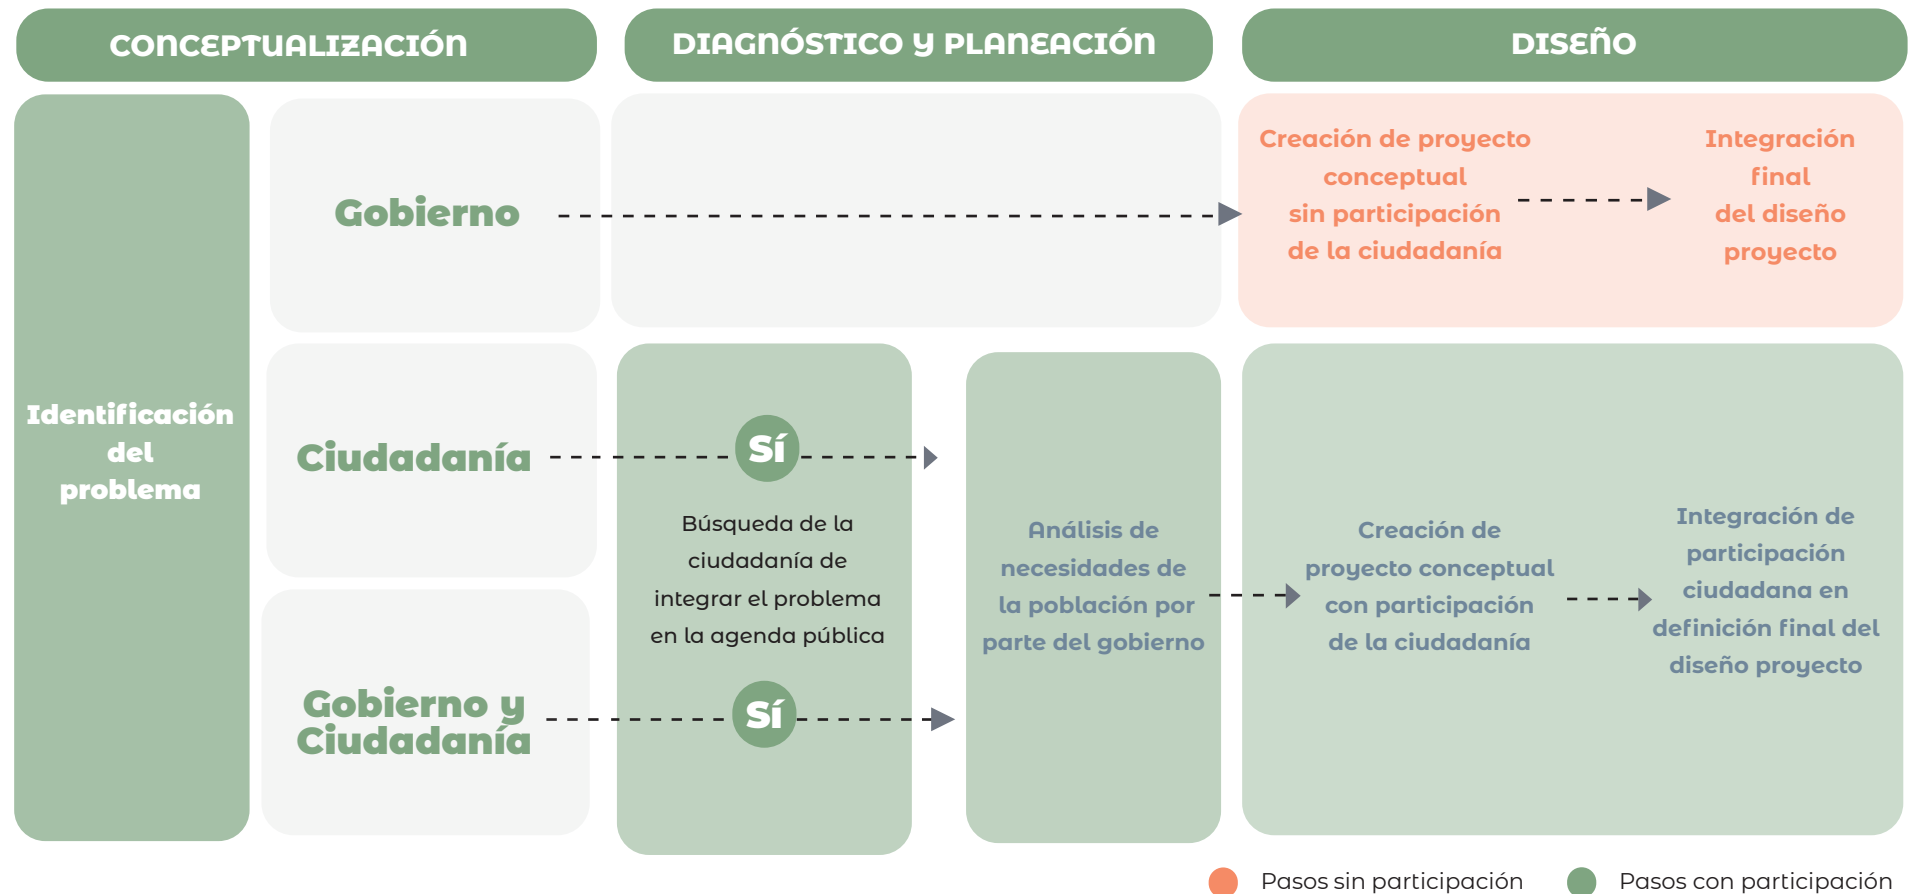 CONCEPTUALIZACIÓN
DIAGNÓSTICO Y PLANEACIÓN
DISEÑO
Identificación
del
problema
Gobierno
Creación de proyecto
conceptual
sin participación
de la ciudadanía
Integración
final
del diseño
proyecto
Ciudadanía
Sí
Búsqueda de la
ciudadanía de
integrar el problema
en la agenda pública
Gobierno y
Ciudadanía
Sí
Análisis de
necesidades de
la población por
parte del gobierno
Creación de
proyecto conceptual
con participación
de la ciudadanía
Integración de
participación
ciudadana en
definición final del
diseño proyecto
Pasos sin participación
Pasos con participación